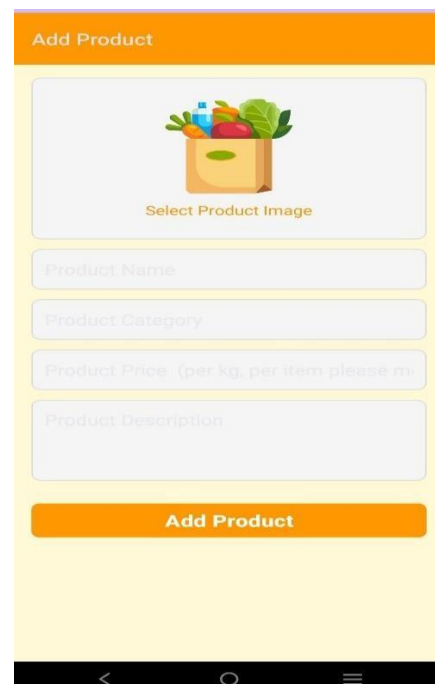 Add Product
Select Product Image
Product Name
Product Category
Product Price (per kg, per item please m
Product Description
Add Product